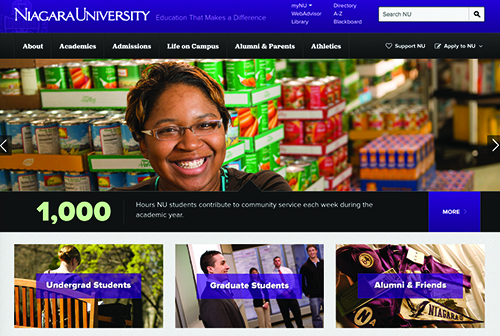 NIAGARA UNIVERSITY
Education That Makes a Difference
myNU
WebAdvisor
Library
Directory
A-Z
Blackboard
Search NU
About
Academics
Admissions
Life on Campus
Alumni & Parents
Athletics
Support NU
Apply to NU
1,000
Hours NU students contribute to community service each week during the
academic year.
MORE
Undergrad Students
Graduate Students
Alumni & Friends
NIAGARA